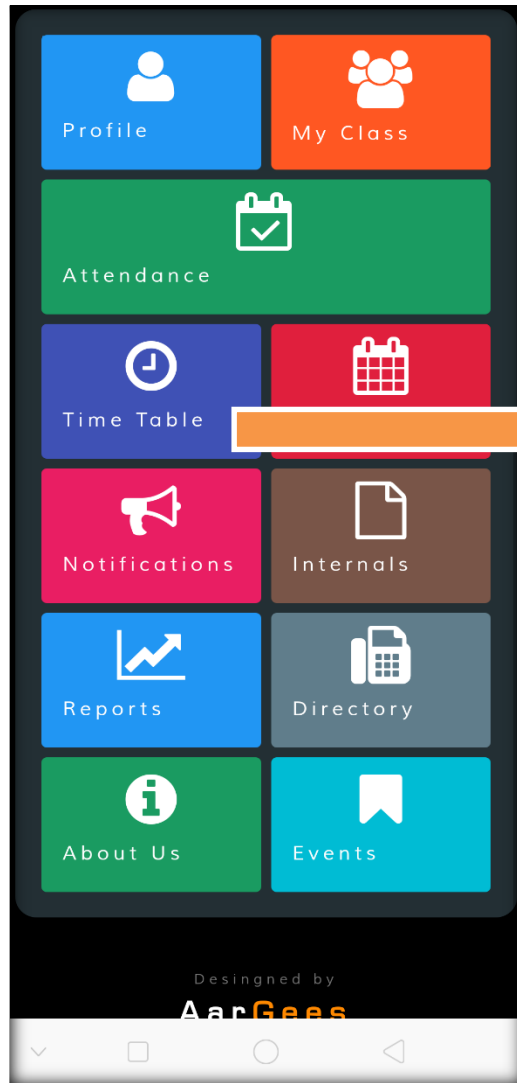 Profile
My Class
Attendance
Time Table
Notifications
Internals
Reports
Directory
About Us
Events
Desingned by
AarGees